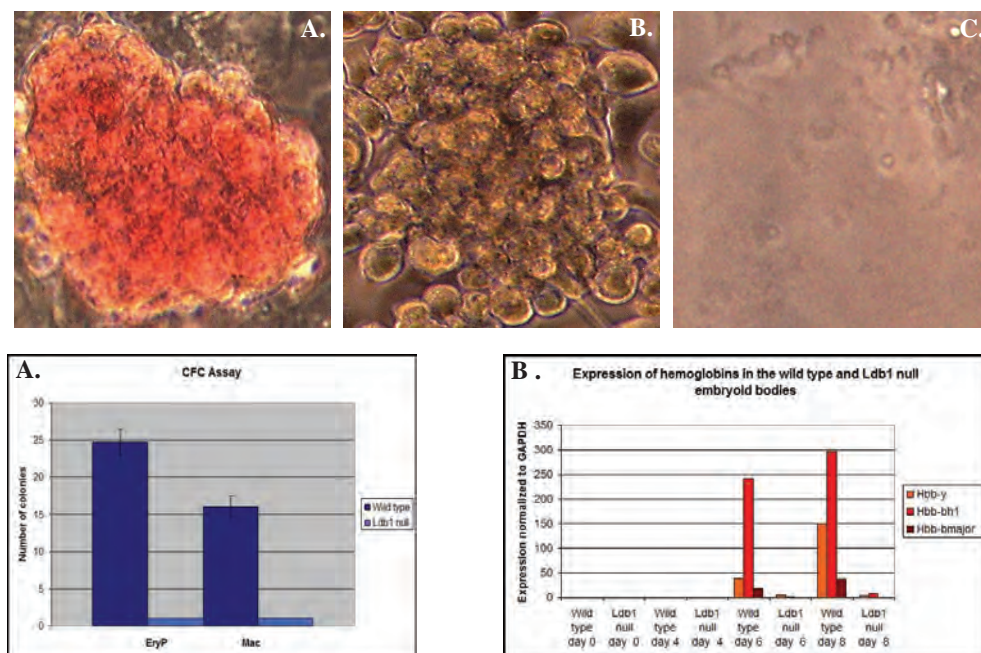 A.
B.
C.
A.
CFC Assay
Number of colonies
30
25
20
15
10
5
0
EryP
Mac
Wild type
Ldb1 null
B .
Expression of hemoglobins in the wild type and Ldb1 null
embryoid bodies
Expression normalized to GAPDH
350
300
250
200
150
100
50
0
Wild type day 0
Ldb1 null day 0
Wild type day 4
Ldb1 null day 4
Wild type day 6
Ldb1 null day 6
Wild type day 8
Ldb1 null day 8
Hbb-y
Hbb-bh1
Hbb-bmajor